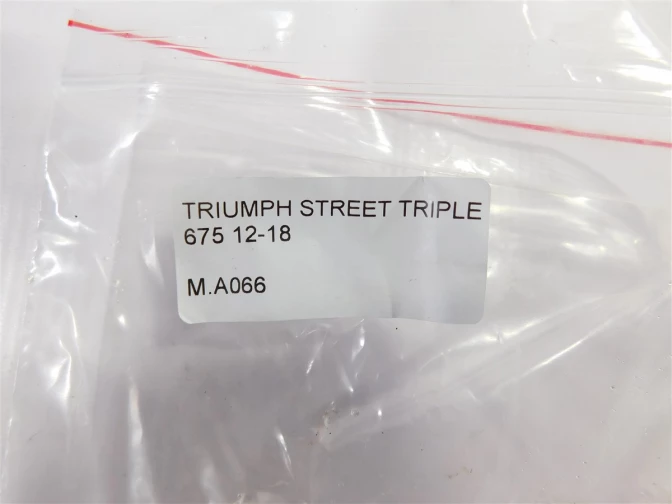 TRIUMPH STREET TRIPLE
675 12-18
M.A066